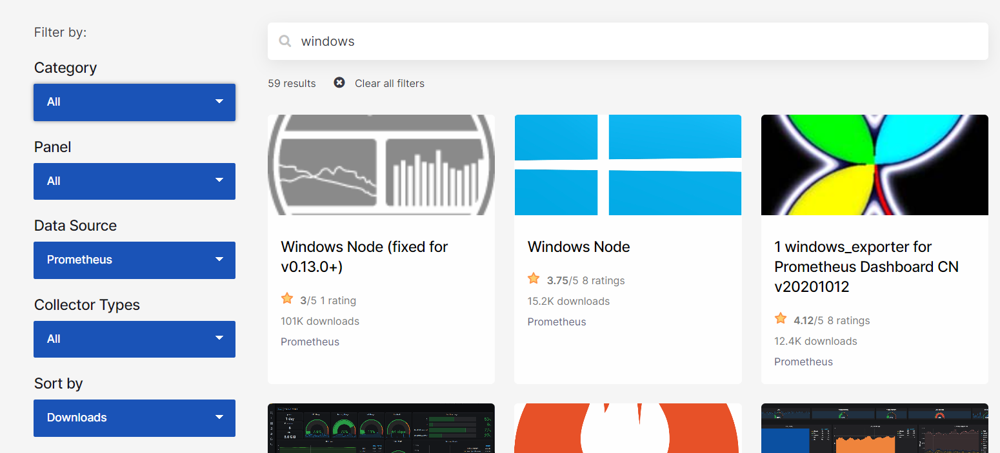 Filter by:
Category
All
Panel
All
Data Source
Prometheus
Collector Types
All
Sort by
Downloads
windows
59 results
Clear all filters
Windows Node (fixed for
v0.13.0+)
3/5 1 rating
101K downloads
Prometheus
Windows Node
3.75/5 8 ratings
15.2K downloads
Prometheus
1 windows_exporter for
Prometheus Dashboard CN
v20201012
4.12/5 8 ratings
12.4K downloads
Prometheus
1 day